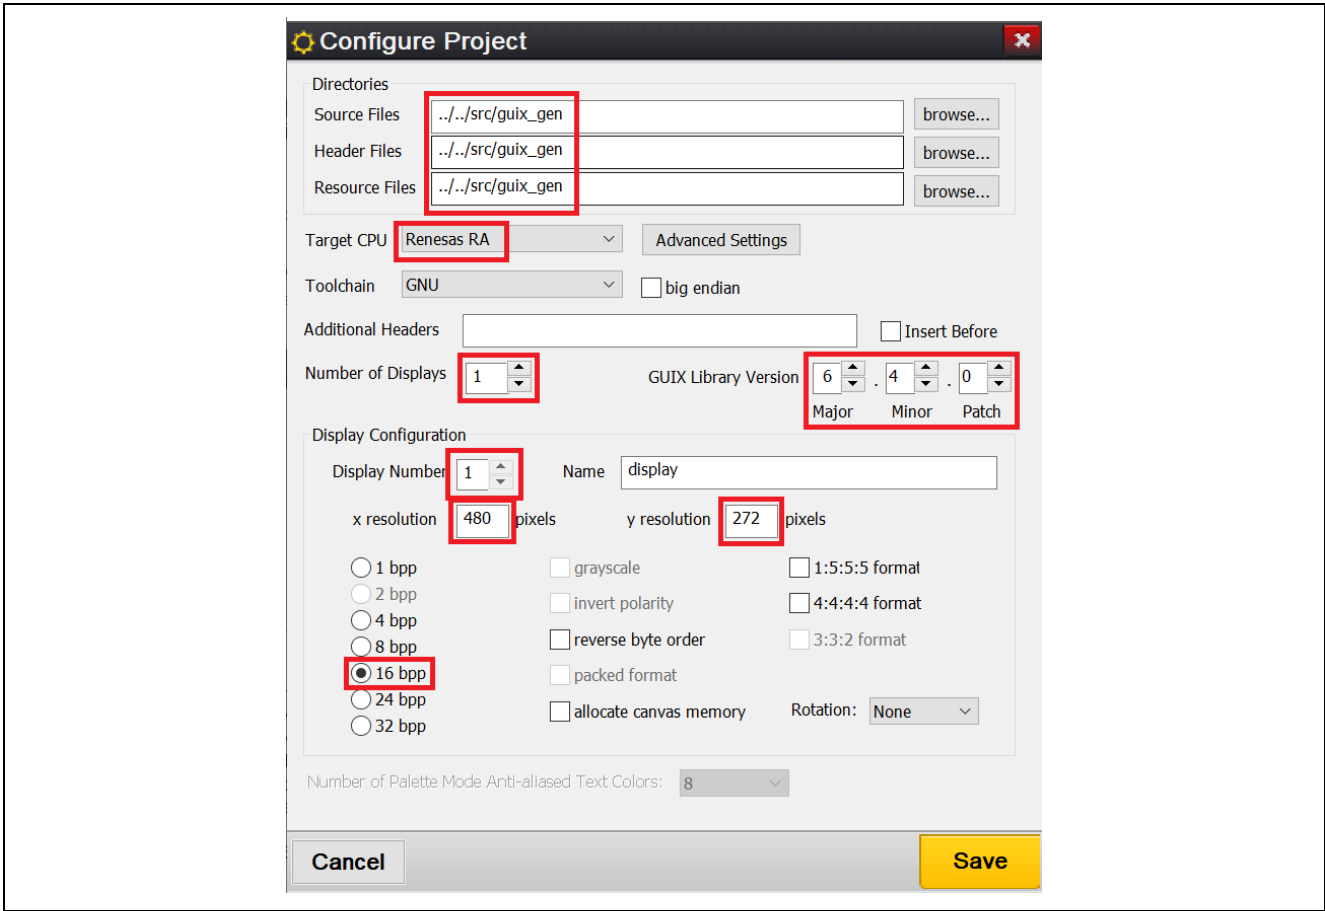 Configure Project
Directories
Source Files ../../src/guix_gen browse...
Header Files ../../src/guix_gen browse...
Resource Files ../../src/guix_gen browse...
Target CPU Renesas RA Advanced Settings
Toolchain GNU big endian
Additional Headers Insert Before
Number of Displays 1 GUIX Library Version 6 . 4 . 0
Major Minor Patch
Display Configuration
Display Number 1 Name display
x resolution 480 pixels y resolution 272 pixels
1 bpp grayscale 1:5:5:5 format
2 bpp
invert polarity 4:4:4:4 format
4 bpp
8 bpp reverse byte order 3:3:2 format
16 bpp packed format
24 bpp
allocate canvas memory Rotation: None
32 bpp
Number of Palette Mode Anti-aliased Text Colors: 8
Cancel Save